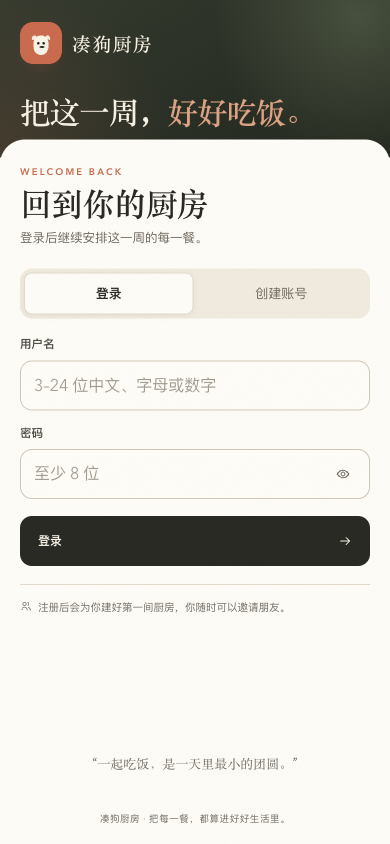 凑狗厨房
把这一周，好好吃饭。
WELCOME BACK
回到你的厨房
登录后继续安排这一周的每一餐。
登录
创建账号
用户名
3–24 位中文、字母或数字
密码
至少 8 位
登录
注册后会为你建好第一间厨房，你随时可以邀请朋友。
“一起吃饭，是一天里最小的团圆。”
凑狗厨房 · 把每一餐，都算进好好生活里。